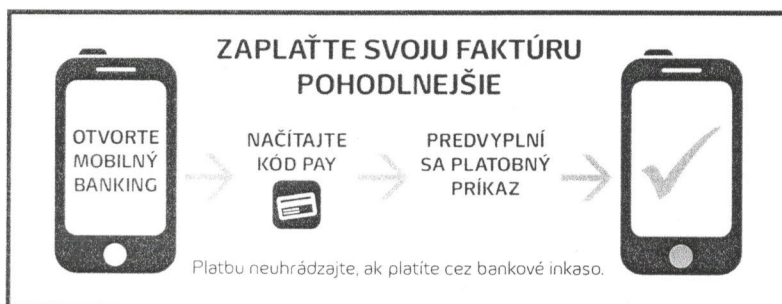 ZAPLAŤTE SVOJU FAKTÚRU
POHODLNEJŠIE
OTVORTE
MOBILNÝ
BANKING
NAČÍTAJTE
KÓD PAY
PREDVYPLNÍ
SA PLATOBNÝ
PRÍKAZ
Platbu neuhrádzajte, ak platíte cez bankové inkaso.